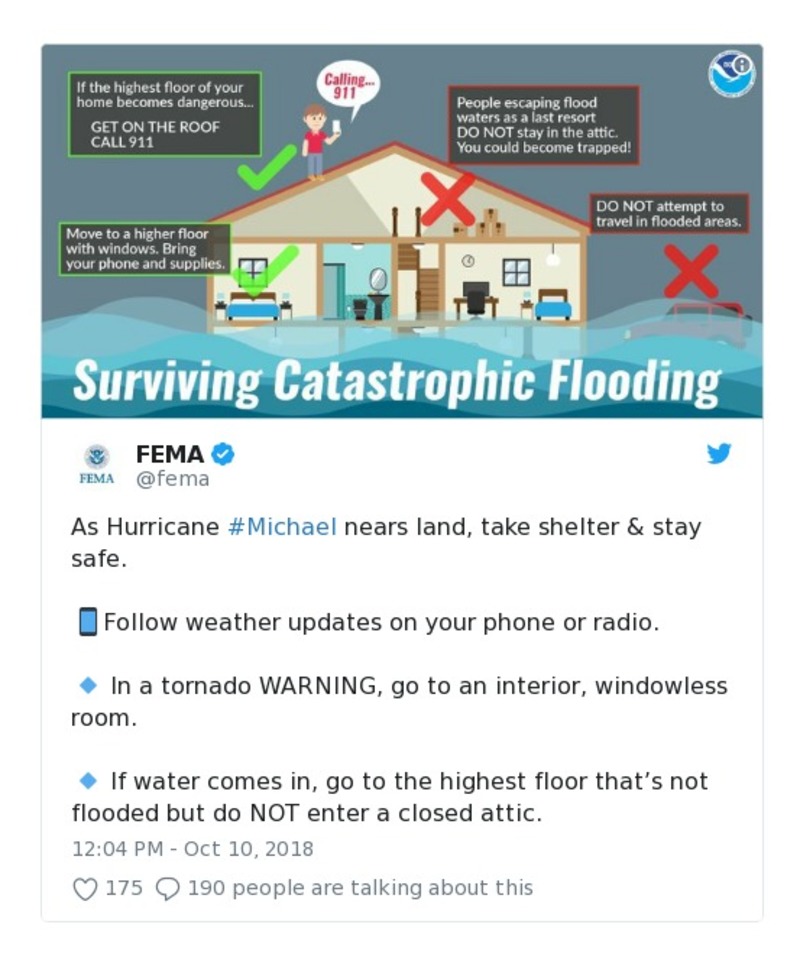 If the highest floor of your
home becomes dangerous...
GET ON THE ROOF
CALL 911
Calling...
911
People escaping flood
waters as a last resort
DO NOT stay in the attic.
You could become trapped!
DO NOT attempt to
travel in flooded areas.
Move to a higher floor
with windows. Bring
your phone and supplies.
Surviving Catastrophic Flooding
FEMA
FEMA
@fema
As Hurricane #Michael nears land, take shelter & stay
safe.
Follow weather updates on your phone or radio.
In a tornado WARNING, go to an interior, windowless
room.
If water comes in, go to the highest floor that’s not
flooded but do NOT enter a closed attic.
12:04 PM - Oct 10, 2018
175 190 people are talking about this